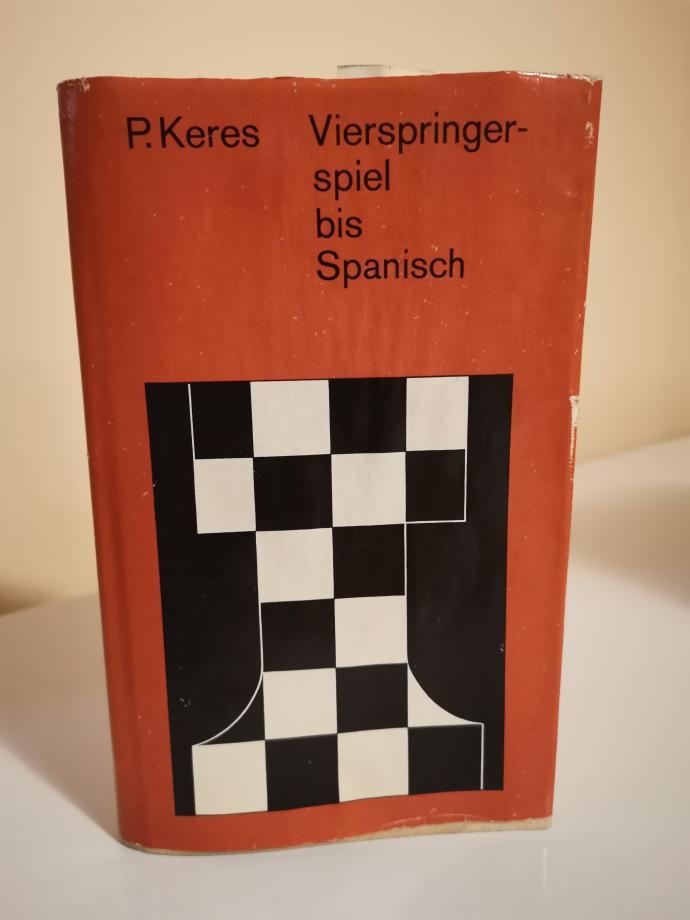 P. Keres
Vierspringer-
spiel
bis
Spanisch